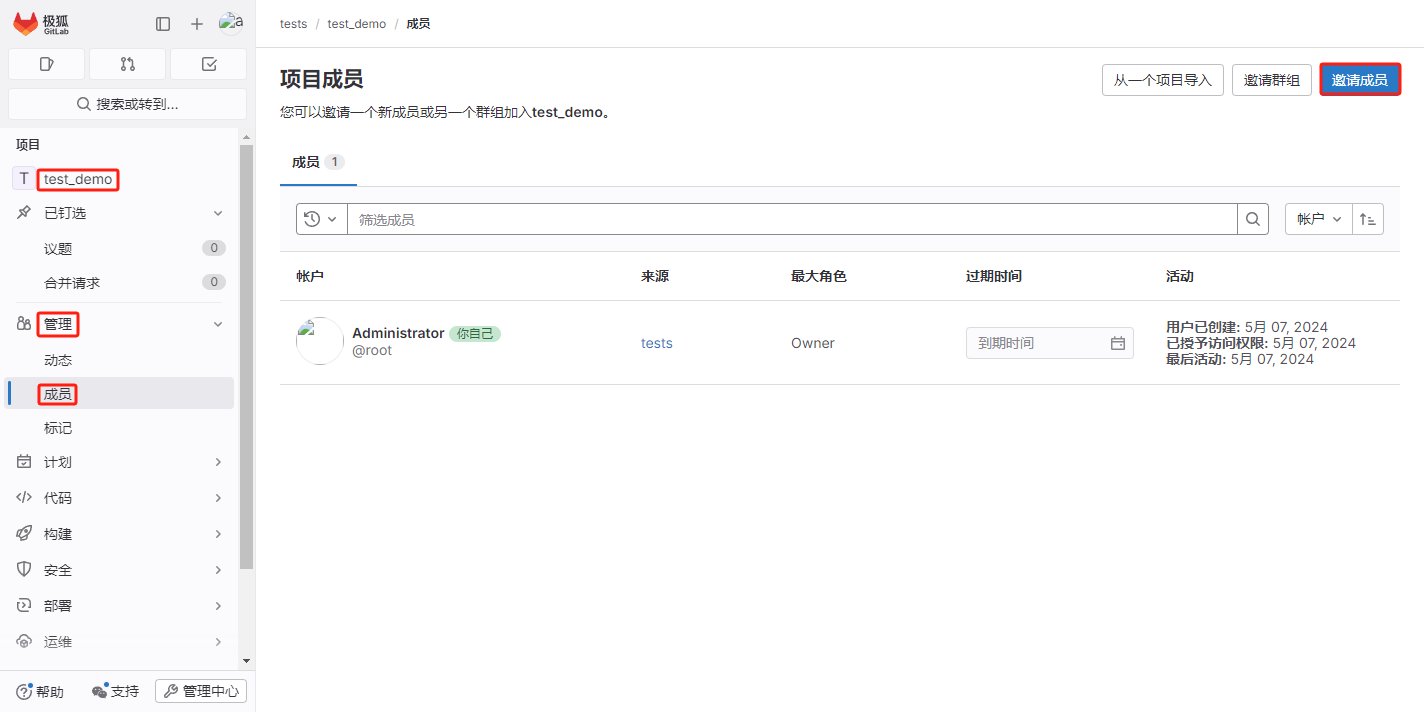 极狐
GitLab
搜索或转到...
项目
T test_demo
已钉选
议题 0
合并请求 0
管理
动态
成员
标记
计划
代码
构建
安全
部署
运维
帮助 支持 管理中心
tests / test_demo / 成员
项目成员
从一个项目导入 邀请群组 邀请成员
您可以邀请一个新成员或另一个群组加入test_demo。
成员 1
筛选成员 帐户
帐户 来源 最大角色 过期时间 活动
Administrator 你自己
@root
tests Owner 到期时间
用户已创建: 5月 07, 2024
已授予访问权限: 5月 07, 2024
最后活动: 5月 07, 2024